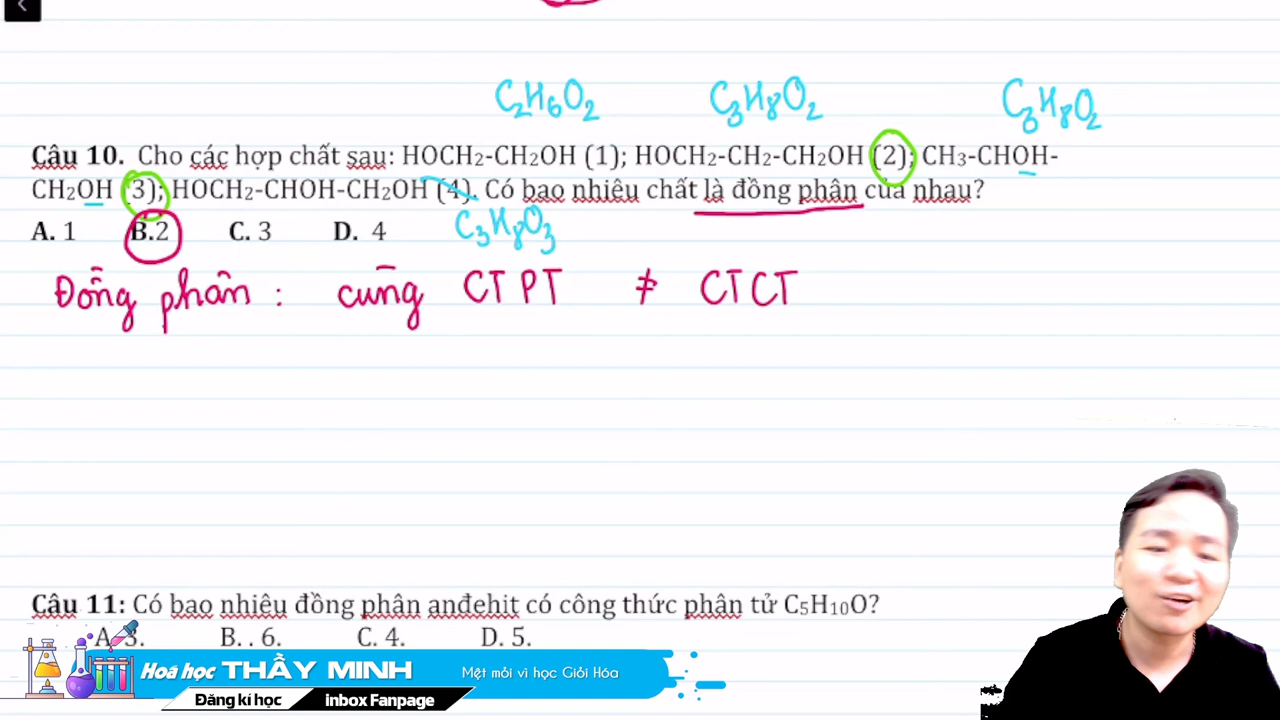 C2H6O2 C3H8O2 C3H8O2
Câu 10. Cho các hợp chất sau: HOCH2-CH2OH (1); HOCH2-CH2-CH2OH (2); CH3-CHOH-
CH2OH (3); HOCH2-CHOH-CH2OH (4). Có bao nhiêu chất là đồng phân của nhau?
A. 1 B.2 C. 3 D. 4
C3H8O3
Đồng phân : cùng CTPT ≠ CTCT
Câu 11: Có bao nhiêu đồng phân anđehit có công thức phân tử C5H10O?
A. 3. B. . 6. C. 4. D. 5.
Hoá học THẦY MINH Mệt mỏi vì học Giỏi Hóa
Đăng kí học inbox Fanpage